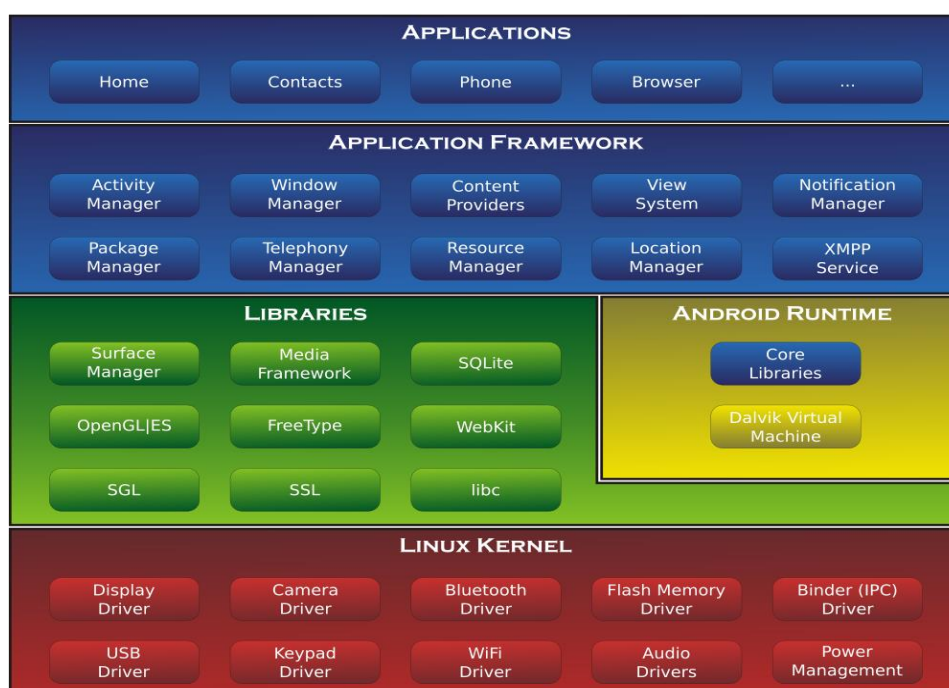 APPLICATIONS
Home
Contacts
Phone
Browser
...
APPLICATION FRAMEWORK
Activity
Manager
Window
Manager
Content
Providers
View
System
Notification
Manager
Package
Manager
Telephony
Manager
Resource
Manager
Location
Manager
XMPP
Service
LIBRARIES
Surface
Manager
Media
Framework
SQLite
OpenGL|ES
FreeType
WebKit
SGL
SSL
libc
ANDROID RUNTIME
Core
Libraries
Dalvik Virtual
Machine
LINUX KERNEL
Display
Driver
Camera
Driver
Bluetooth
Driver
Flash Memory
Driver
Binder (IPC)
Driver
USB
Driver
Keypad
Driver
WiFi
Driver
Audio
Drivers
Power
Management